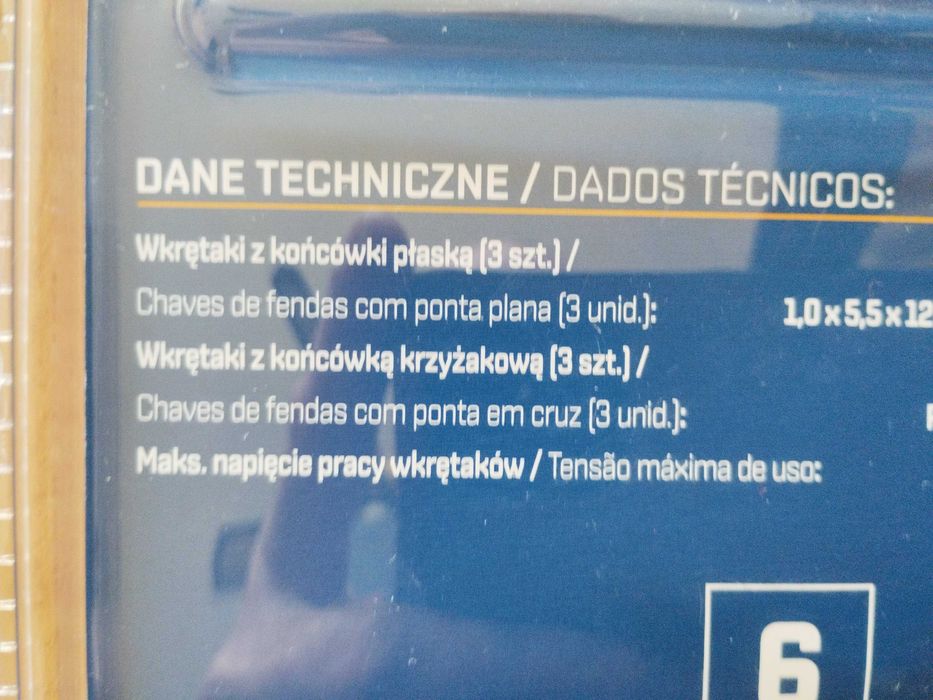 DANE TECHNICZNE / DADOS TÉCNICOS:
Wkrętaki z końcówki płaską (3 szt.) /
Chaves de fendas com ponta plana (3 unid.): 1,0 x 5,5 x 12
Wkrętaki z końcówką krzyżakową (3 szt.) /
Chaves de fendas com ponta em cruz (3 unid.):
Maks. napięcie pracy wkrętaków / Tensão máxima de uso:
6